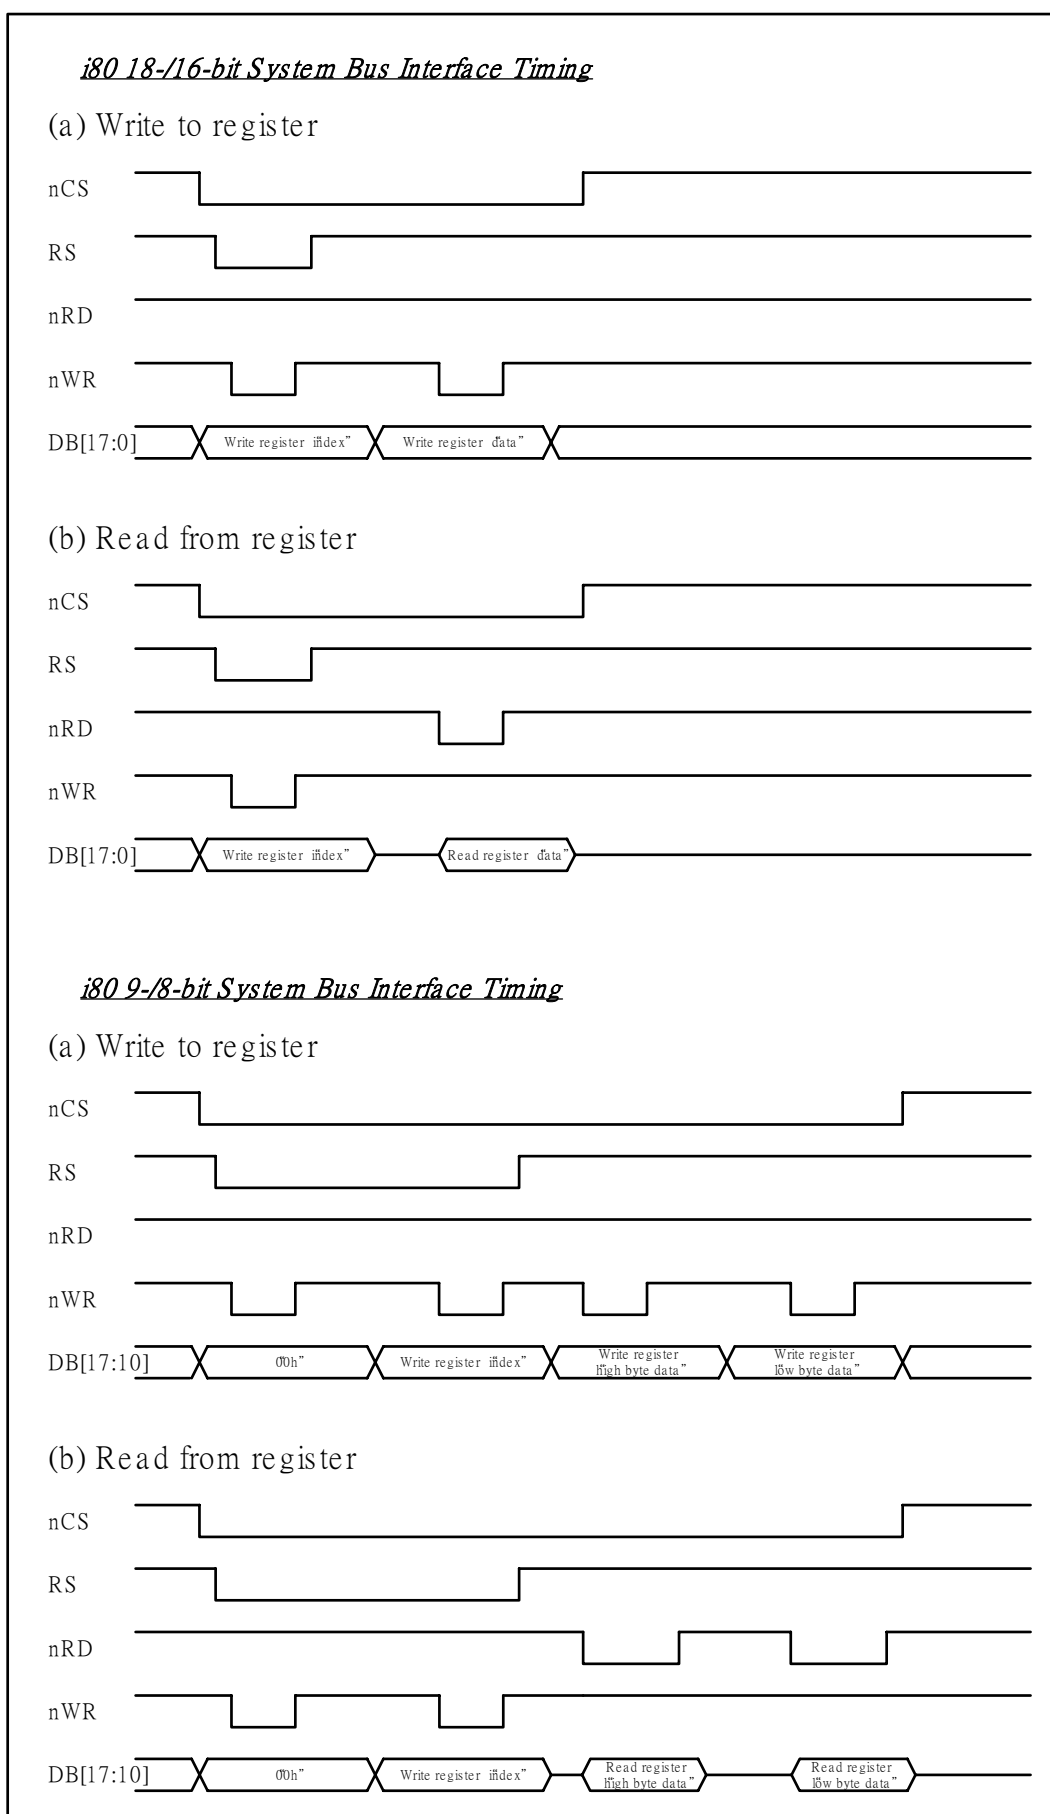 i80 18-/16-bit System Bus Interface Timing
(a) Write to register
nCS
RS
nRD
nWR
DB[17:0]
Write register “index”
Write register “data”
(b) Read from register
nCS
RS
nRD
nWR
DB[17:0]
Write register “index”
Read register “data”
i80 9-/8-bit System Bus Interface Timing
(a) Write to register
nCS
RS
nRD
nWR
DB[17:10]
“00h”
Write register “index”
Write register
“high byte data”
Write register
“low byte data”
(b) Read from register
nCS
RS
nRD
nWR
DB[17:10]
“00h”
Write register “index”
Read register
“high byte data”
Read register
“low byte data”